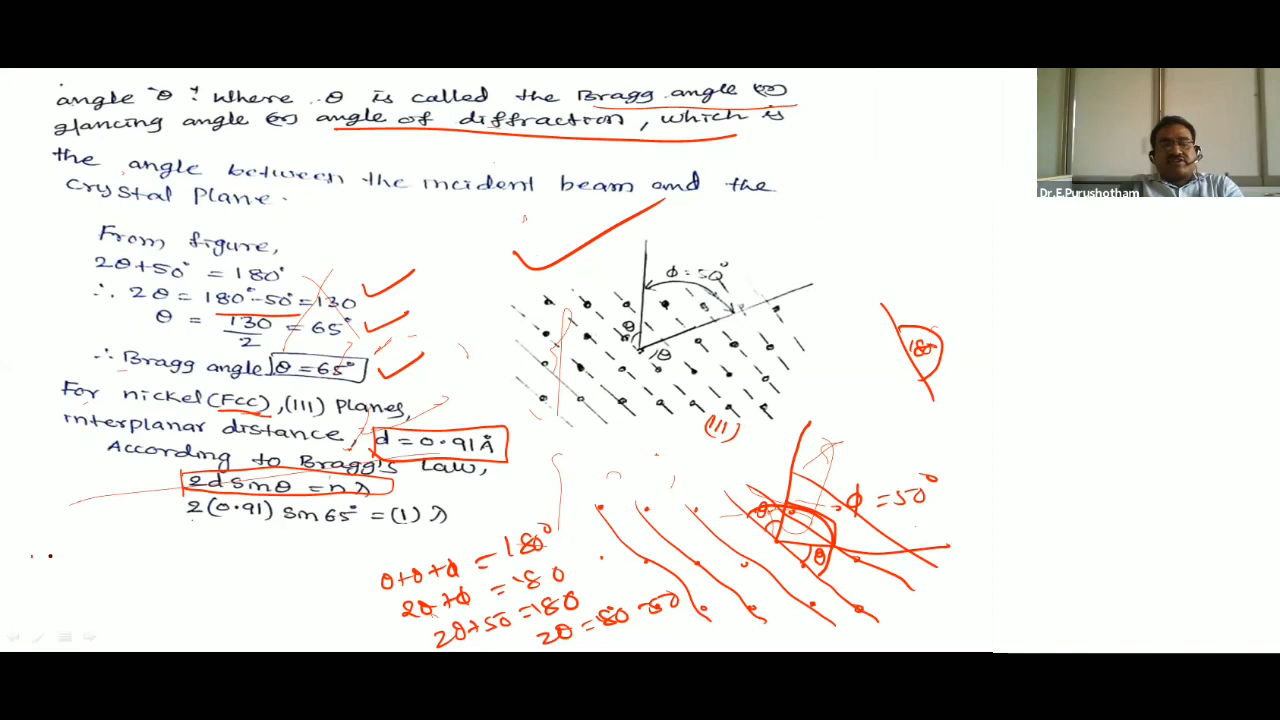 angle "θ". Where θ is called the Bragg angle (or)
glancing angle (or) angle of diffraction, which is
the angle between the incident beam and the
crystal plane.
From figure,
2θ+50° = 180°
∴ 2θ = 180°-50° = 130
θ = 130/2 = 65°
∴ Bragg angle θ = 65°
For nickel (FCC), (111) Planes,
interplanar distance, d = 0.91 Å
According to Bragg's Law,
2d Sinθ = nλ
2(0.91) Sin 65° = (1) λ
ϕ = 50°
θ
θ
(111)
180
θ
ϕ = 50°
θ
θ+θ+ϕ = 180°
2θ+ϕ = 180
2θ+50 = 180
2θ = 180-50
Dr.E.Purushotham